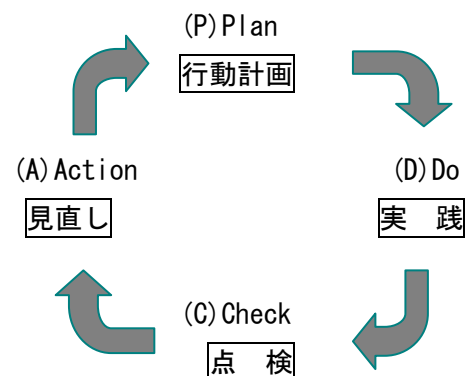 (P)Plan
行動計画
(A)Action
見直し
(D)Do
実　践
(C)Check
点　検